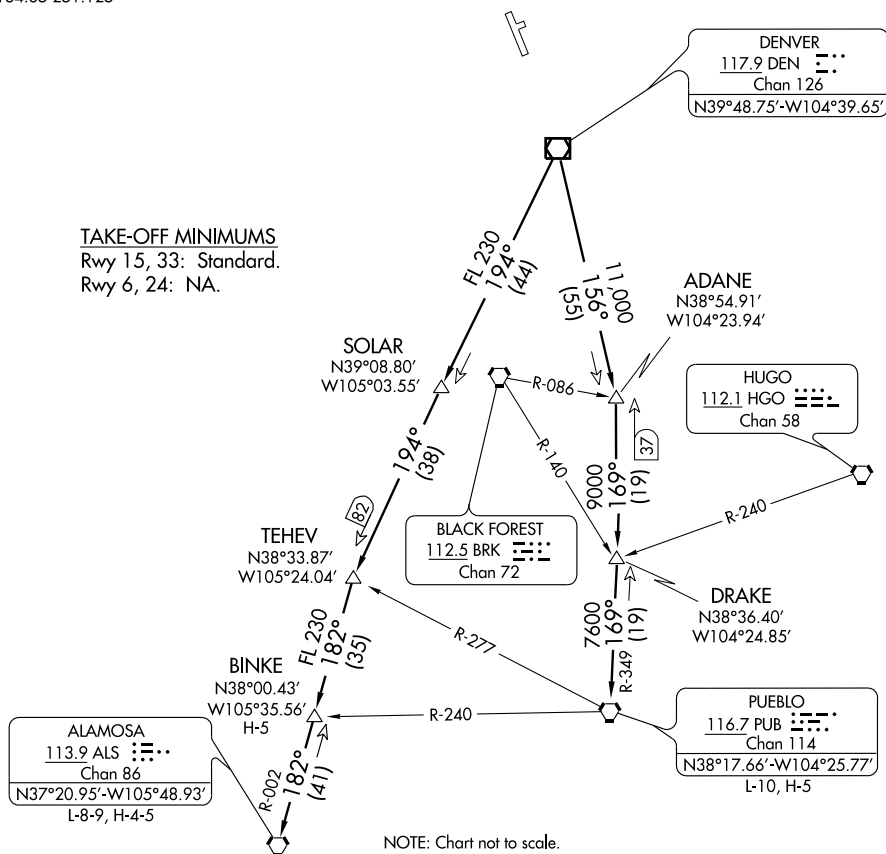 DENVER
117.9 DEN
Chan 126
N39°48.75'-W104°39.65'
TAKE-OFF MINIMUMS
Rwy 15, 33: Standard.
Rwy 6, 24: NA.
FL 230
194°
(44)
11,000
156°
(55)
ADANE
N38°54.91'
W104°23.94'
SOLAR
N39°08.80'
W105°03.55'
R-086
HUGO
112.1 HGO
Chan 58
37
R-140
194°
(38)
9000
169°
(19)
R-240
82
BLACK FOREST
112.5 BRK
Chan 72
TEHEV
N38°33.87'
W105°24.04'
DRAKE
N38°36.40'
W104°24.85'
FL 230
182°
(35)
R-277
7600
169°
(19)
R-349
BINKE
N38°00.43'
W105°35.56'
H-5
R-240
PUEBLO
116.7 PUB
Chan 114
N38°17.66'-W104°25.77'
L-10, H-5
ALAMOSA
113.9 ALS
Chan 86
N37°20.95'-W105°48.93'
L-8-9, H-4-5
R-002
182°
(41)
NOTE: Chart not to scale.